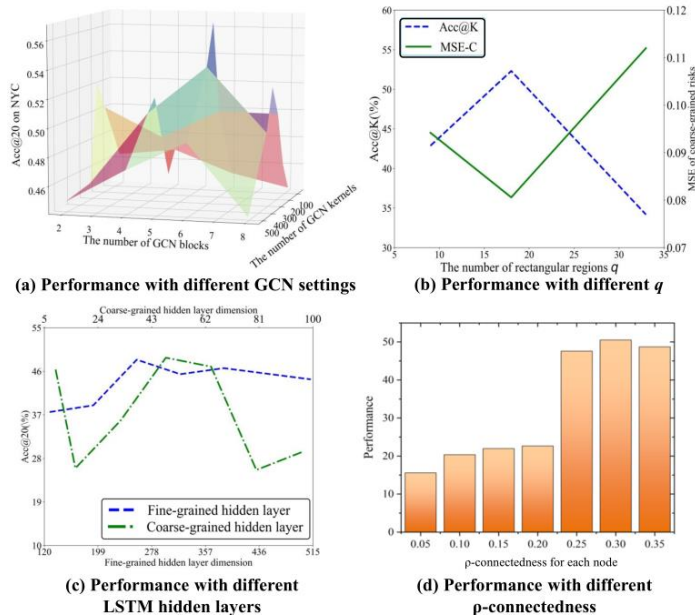 0.56
0.54
0.52
0.50
0.48
0.46
Acc@20 on NYC
2 3 4 5 6 7 8
The number of GCN blocks
100
200
300
400
500
The number of GCN kernels
(a) Performance with different GCN settings
60
55
50
45
40
35
30
Acc@K(%)
Acc@K
MSE-C
0.12
0.11
0.10
0.09
0.08
0.07
MSE of coarse-grained risks
5 10 15 20 25 30 35
The number of rectangular regions q
(b) Performance with different q
Coarse-grained hidden layer dimension
5 24 43 62 81 100
55
46
37
28
19
10
Acc@20(%)
Fine-grained hidden layer
Coarse-grained hidden layer
120 199 278 357 436 515
Fine-grained hidden layer dimension
(c) Performance with different
LSTM hidden layers
50
40
30
20
10
0
Performance
0.05 0.10 0.15 0.20 0.25 0.30 0.35
ρ-connectedness for each node
(d) Performance with different
ρ-connectedness